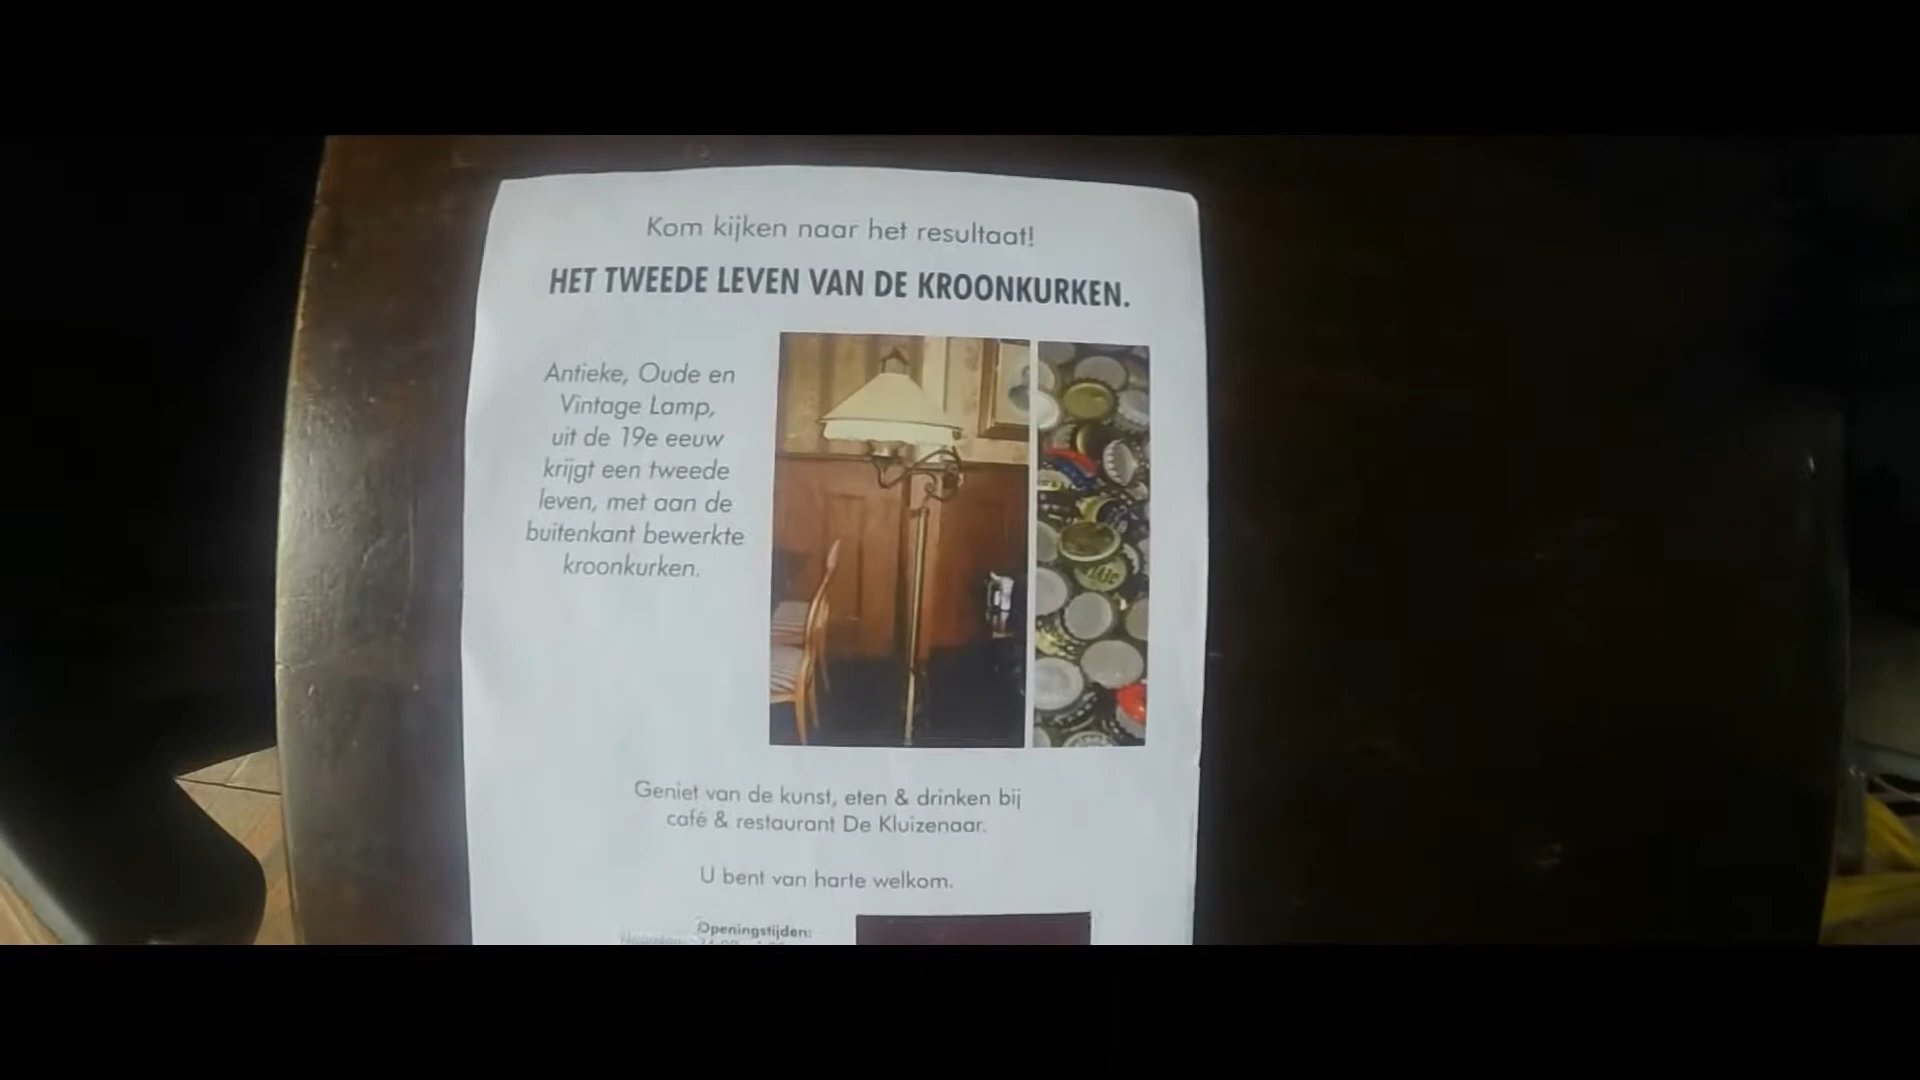 Kom kijken naar het resultaat!
HET TWEEDE LEVEN VAN DE KROONKURKEN.
Antieke, Oude en
Vintage Lamp,
uit de 19e eeuw
krijgt een tweede
leven, met aan de
buitenkant bewerkte
kroonkurken.
Geniet van de kunst, eten & drinken bij
café & restaurant De Kluizenaar.
U bent van harte welkom.
Openingstijden: